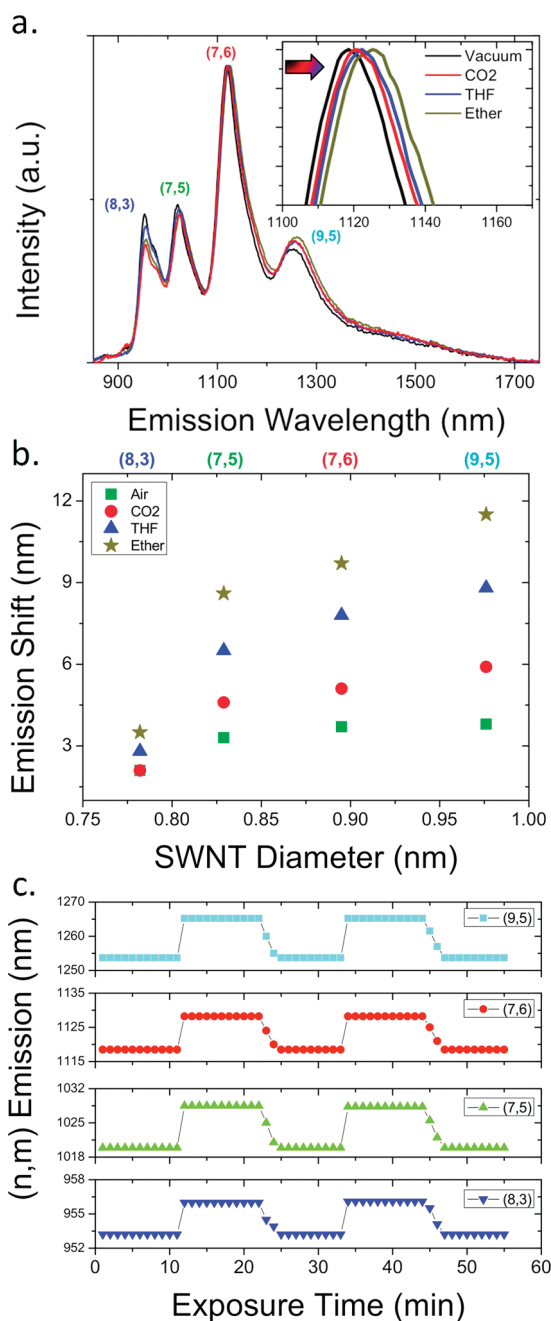 a.
(7,6)
(8,3)
(7,5)
(9,5)
Vacuum
CO2
THF
Ether
1100 1120 1140 1160
Intensity (a.u.)
900 1100 1300 1500 1700
Emission Wavelength (nm)
b.
(8,3) (7,5) (7,6) (9,5)
Air
CO2
THF
Ether
12
9
6
3
Emission Shift (nm)
0.75 0.80 0.85 0.90 0.95 1.00
SWNT Diameter (nm)
c.
1270
1260
1250
(9,5)
1135
1125
1115
(7,6)
1032
1025
1018
(7,5)
958
955
952
(8,3)
(n,m) Emission (nm)
0 10 20 30 40 50 60
Exposure Time (min)